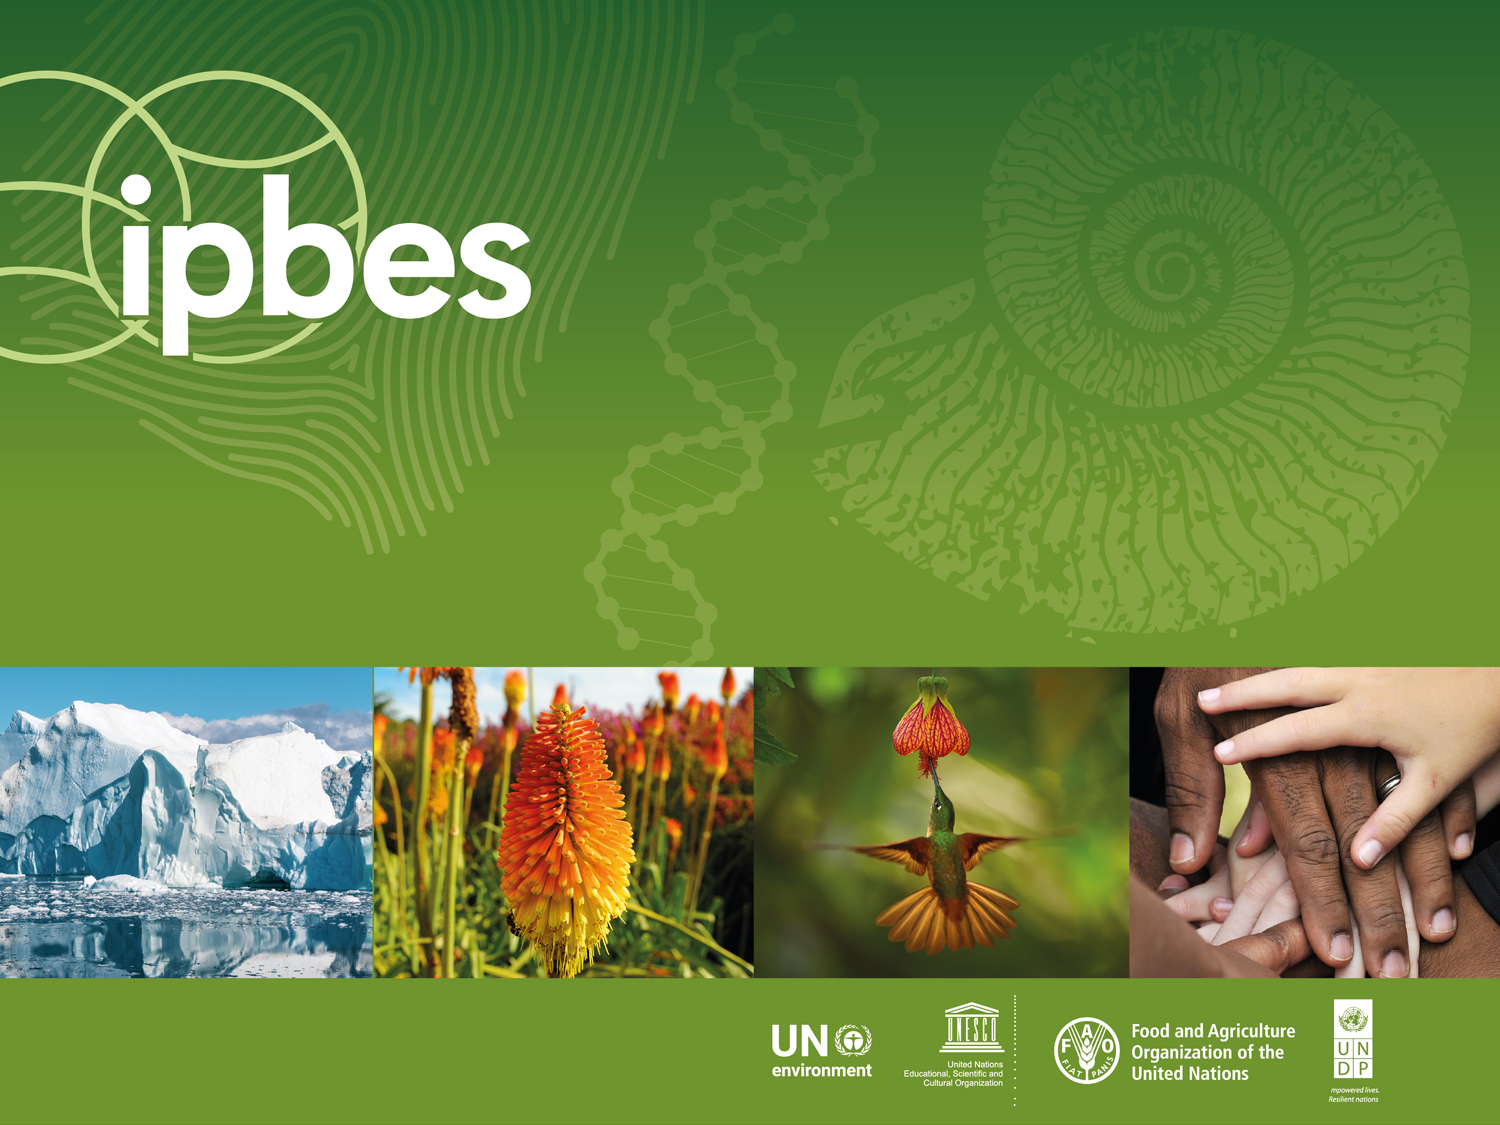 ipbes
UN
environment
UNESCO
United Nations
Educational, Scientific and
Cultural Organization
F A O
FIAT PANIS
Food and Agriculture
Organization of the
United Nations
U N
D P
mpowered lives.
Resilient nations